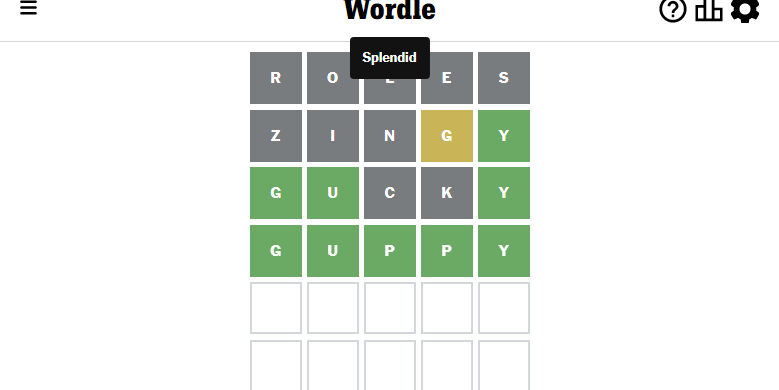 Wordle
Splendid
R O L E S
Z I N G Y
G U C K Y
G U P P Y